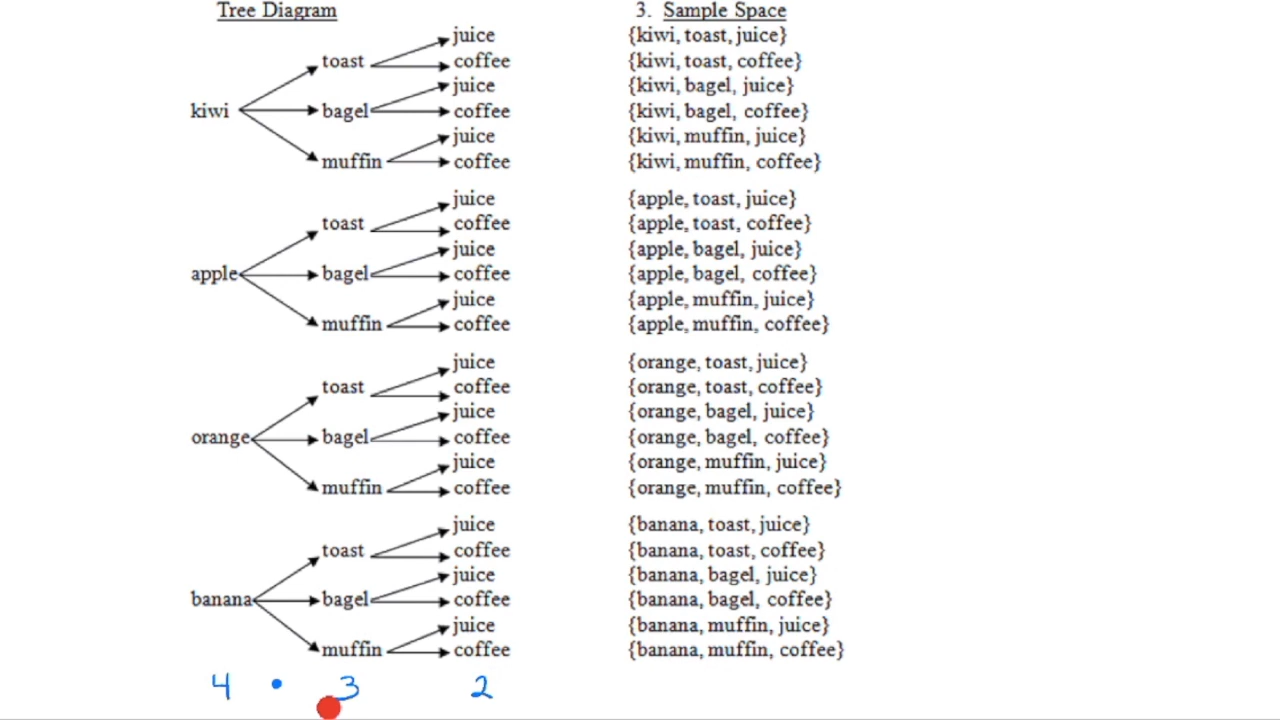 Tree Diagram 3. Sample Space
juice {kiwi, toast, juice}
toast coffee {kiwi, toast, coffee}
juice {kiwi, bagel, juice}
kiwi bagel coffee {kiwi, bagel, coffee}
juice {kiwi, muffin, juice}
muffin coffee {kiwi, muffin, coffee}
juice {apple, toast, juice}
toast coffee {apple, toast, coffee}
juice {apple, bagel, juice}
apple bagel coffee {apple, bagel, coffee}
juice {apple, muffin, juice}
muffin coffee {apple, muffin, coffee}
juice {orange, toast, juice}
toast coffee {orange, toast, coffee}
juice {orange, bagel, juice}
orange bagel coffee {orange, bagel, coffee}
juice {orange, muffin, juice}
muffin coffee {orange, muffin, coffee}
juice {banana, toast, juice}
toast coffee {banana, toast, coffee}
juice {banana, bagel, juice}
banana bagel coffee {banana, bagel, coffee}
juice {banana, muffin, juice}
muffin coffee {banana, muffin, coffee}
4 • 3 2